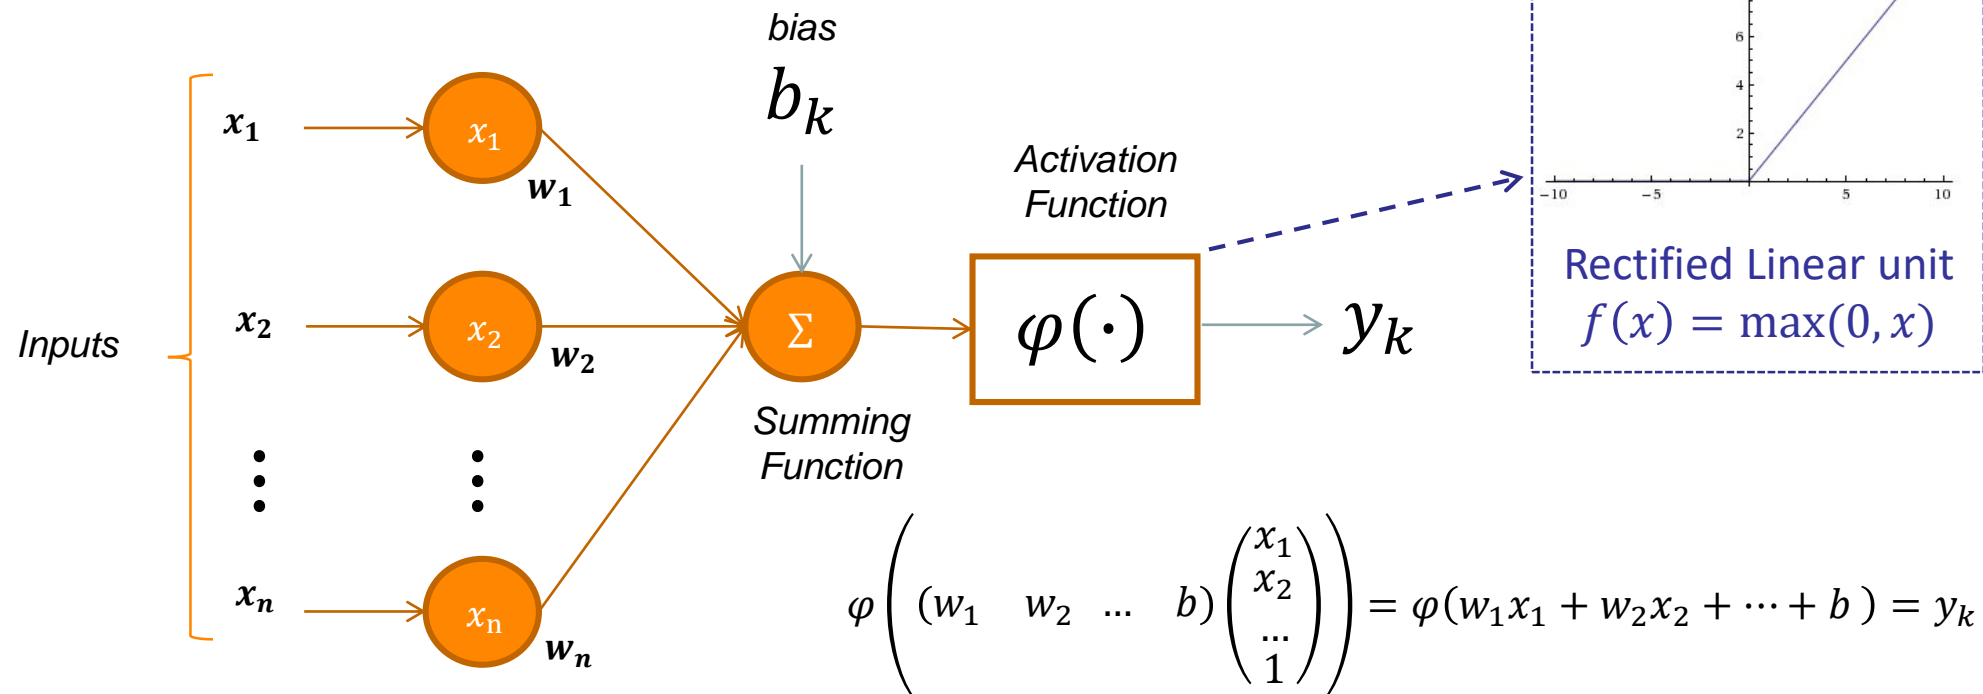 bias
b_k
Inputs
x_1
x_1
w_1
x_2
x_2
w_2
⋮ ⋮
x_n
x_n
w_n
Σ
Summing
Function
Activation
Function
φ(·)
y_k
6
4
2
-10 -5 5 10
Rectified Linear unit
f(x) = max(0, x)
φ((w_1 w_2 ... b)(x_1 x_2 ... 1)) = φ(w_1x_1 + w_2x_2 + ⋯ + b ) = y_k